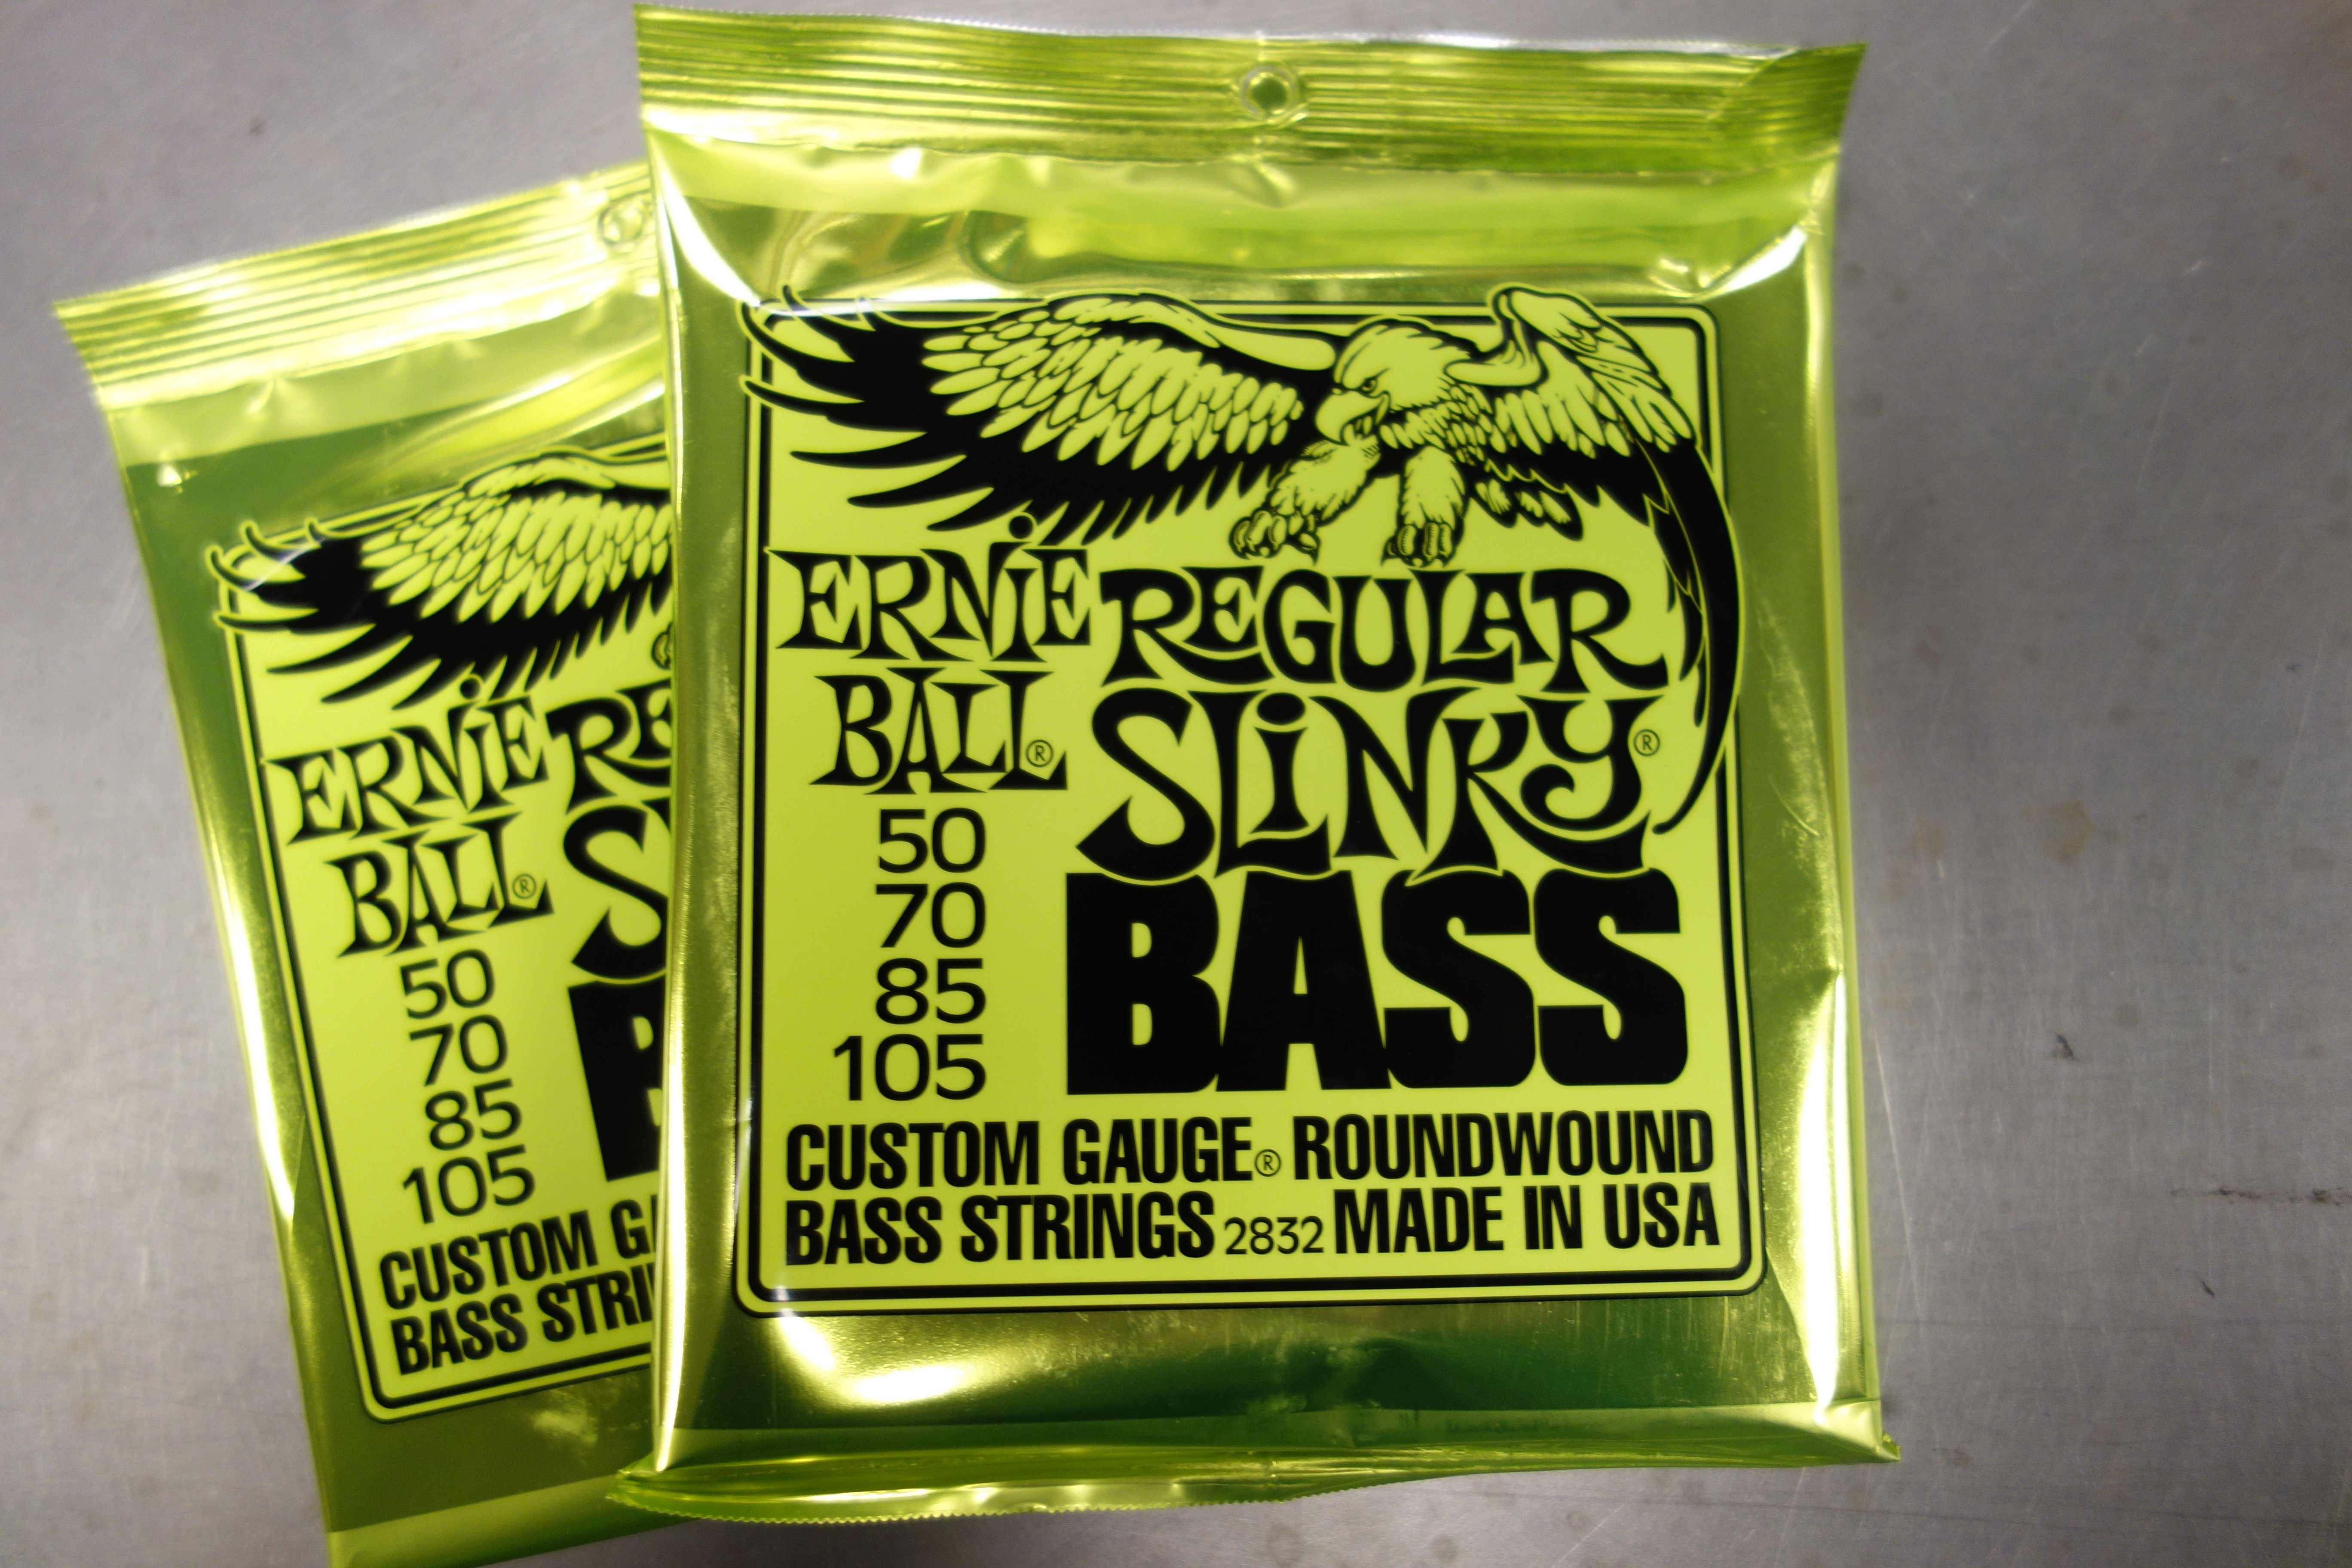 ERNiE
BALL®
REGULAR
SLiNKY®
BASS
50
70
85
105
CUSTOM GAUGE® ROUNDWOUND
BASS STRINGS 2832 MADE IN USA
ERNiE
BALL®
50
70
85
105
CUSTOM
BASS